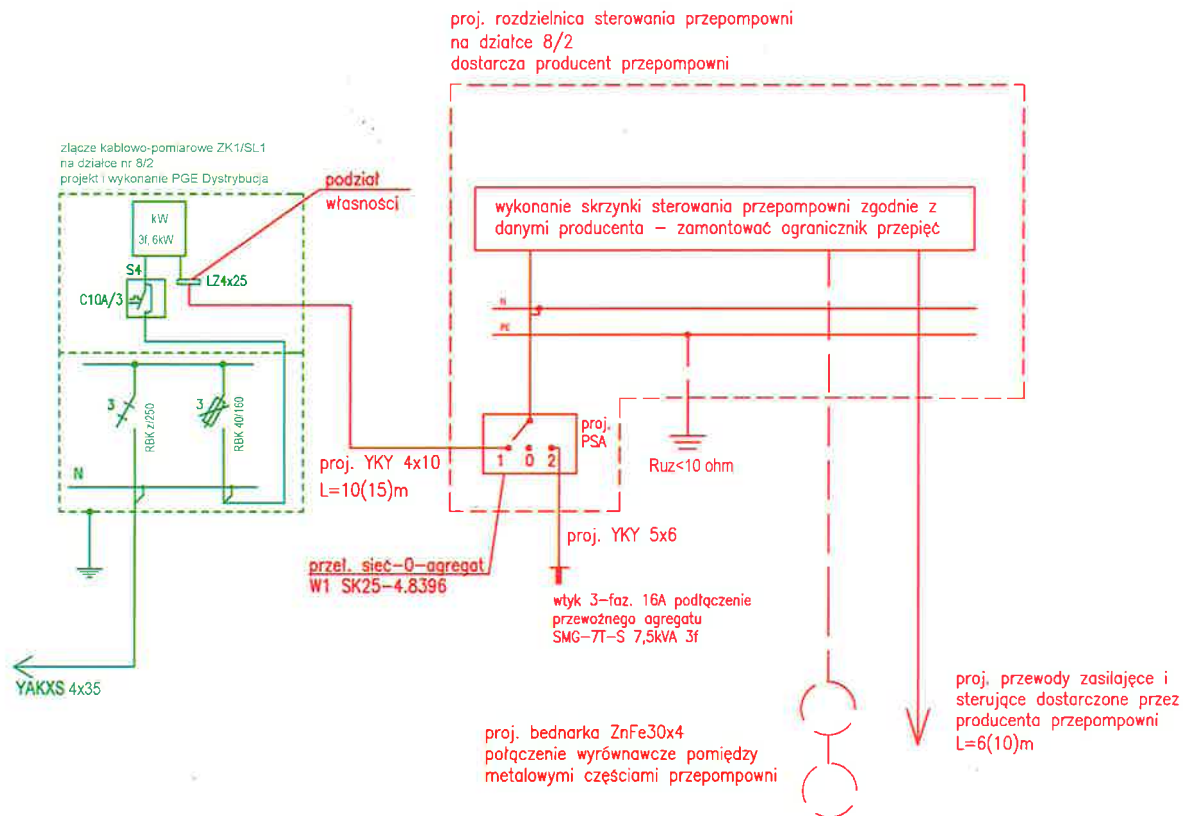 proj. rozdzielnica sterowania przepompowni
na działce 8/2
dostarcza producent przepompowni
złącze kablowo-pomiarowe ZK1/SL1
na działce nr 8/2
projekt i wykonanie PGE Dystrybucja
podział
własności
kW
3f, 6kW
S4
C10A/3
LZ4x25
wykonanie skrzynki sterowania przepompowni zgodnie z
danymi producenta – zamontować ogranicznik przepięć
N
PE
3
RBK z/250
3
RBK 40/160
N
proj.
PSA
1 0 2
Ruz<10 ohm
proj. YKY 4x10
L=10(15)m
proj. YKY 5x6
przeł. sieć-0-agregat
W1 SK25-4.8396
wtyk 3-faz. 16A podłączenie
przewoźnego agregatu
SMG-7T-S 7,5kVA 3f
YAKXS 4x35
proj. bednarka ZnFe30x4
połączenie wyrównawcze pomiędzy
metalowymi częściami przepompowni
proj. przewody zasilające i
sterujące dostarczone przez
producenta przepompowni
L=6(10)m